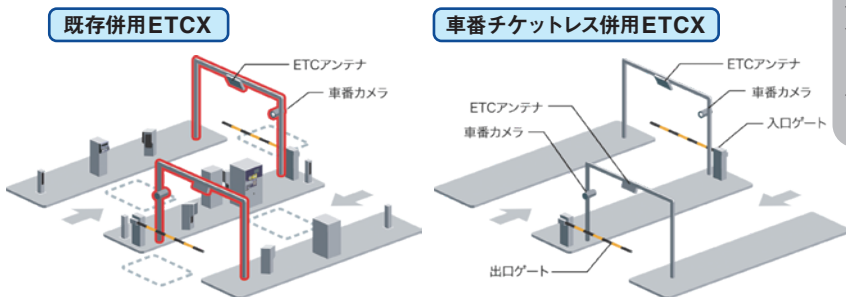 既存併用ETCX
ETCアンテナ
車番カメラ
車番チケットレス併用ETCX
ETCアンテナ
車番カメラ
入口ゲート
ETCアンテナ
車番カメラ
出口ゲート